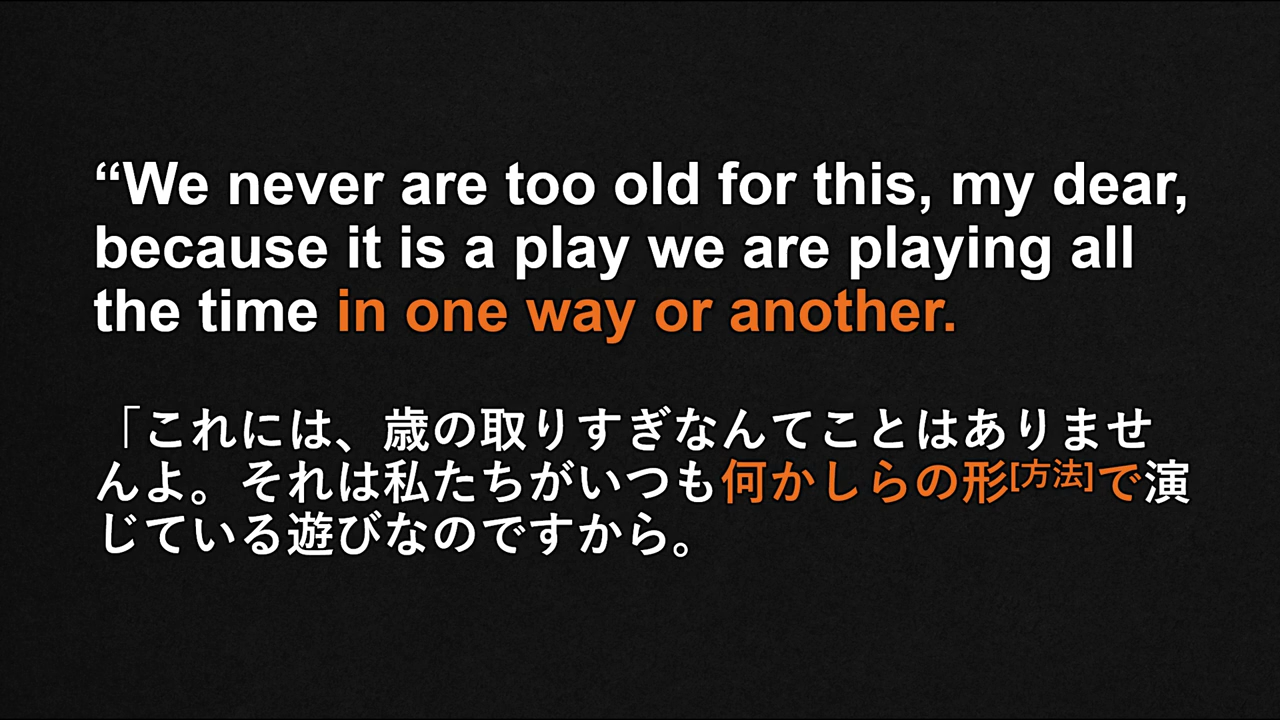 “We never are too old for this, my dear,
because it is a play we are playing all
the time in one way or another.
「これには、歳の取りすぎなんてことはありませ
んよ。それは私たちがいつも何かしらの形[方法]で演
じている遊びなのですから。